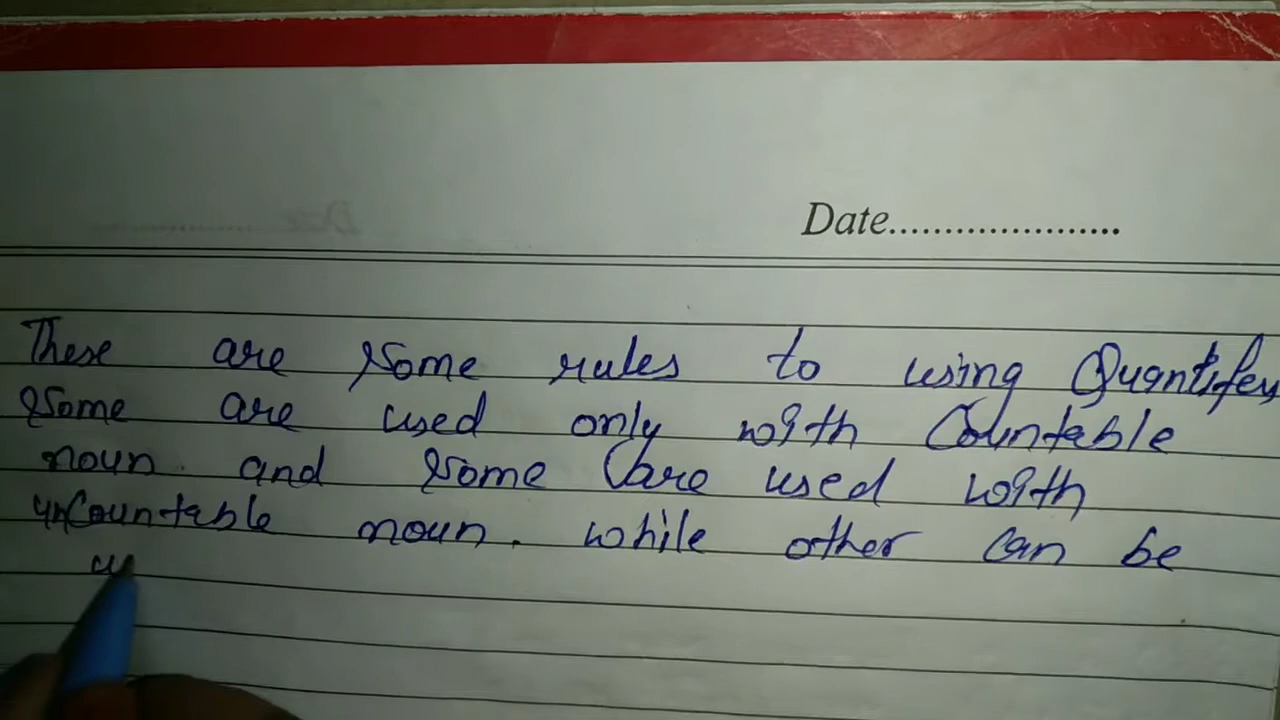 Date....................
These are some rules to using Quantifers
Some are used only with Countable
noun. and some are used with
unCountable noun. while other can be